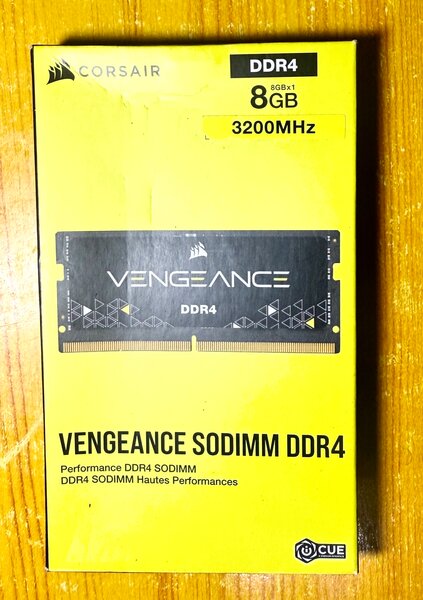 CORSAIR
DDR4
8GBx1
8GB
3200MHz
VENGEANCE
DDR4
VENGEANCE SODIMM DDR4
Performance DDR4 SODIMM
DDR4 SODIMM Hautes Performances
CUE